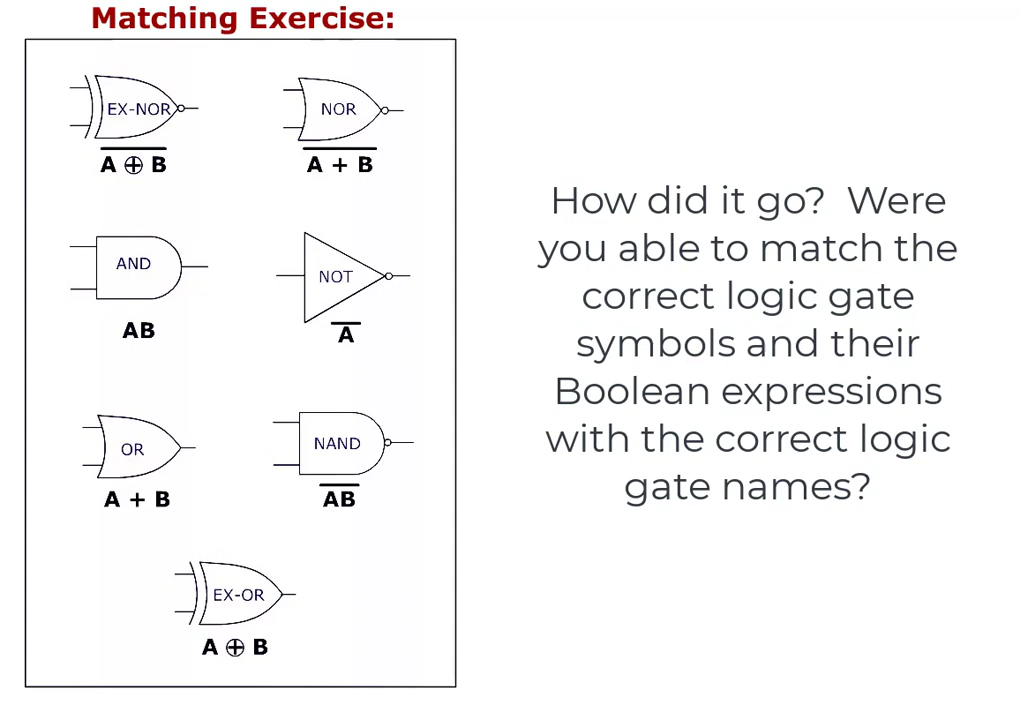 Matching Exercise:
EX-NOR
NOR
A ⊕ B
A + B
AND
NOT
AB
A
OR
NAND
A + B
AB
EX-OR
A ⊕ B
How did it go? Were
you able to match the
correct logic gate
symbols and their
Boolean expressions
with the correct logic
gate names?